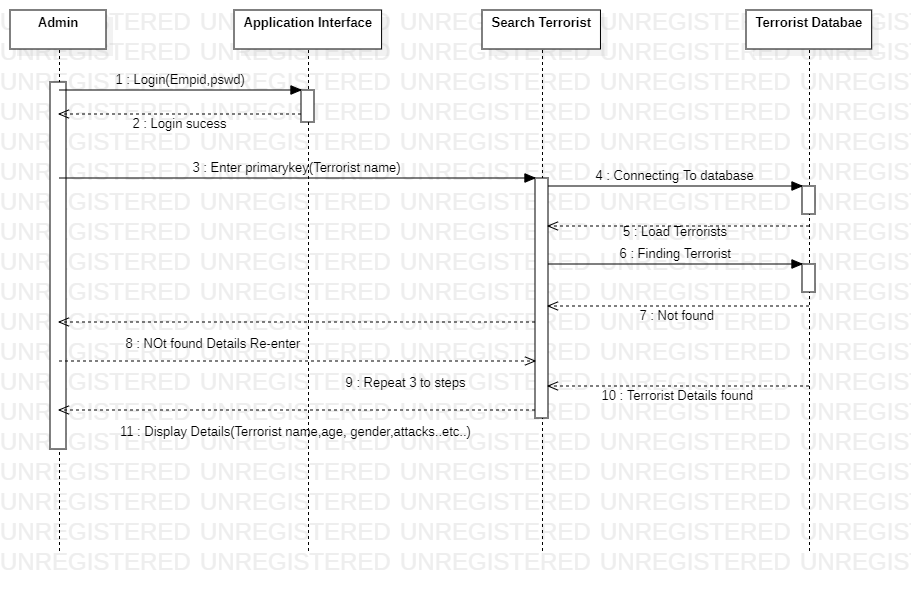 Admin
Application Interface
Search Terrorist
Terrorist Databae
1 : Login(Empid,pswd)
2 : Login sucess
3 : Enter primarykey(Terrorist name)
4 : Connecting To database
5 : Load Terrorists
6 : Finding Terrorist
7 : Not found
8 : NOt found Details Re-enter
9 : Repeat 3 to steps
10 : Terrorist Details found
11 : Display Details(Terrorist name,age, gender,attacks..etc..)
UNREGISTERED